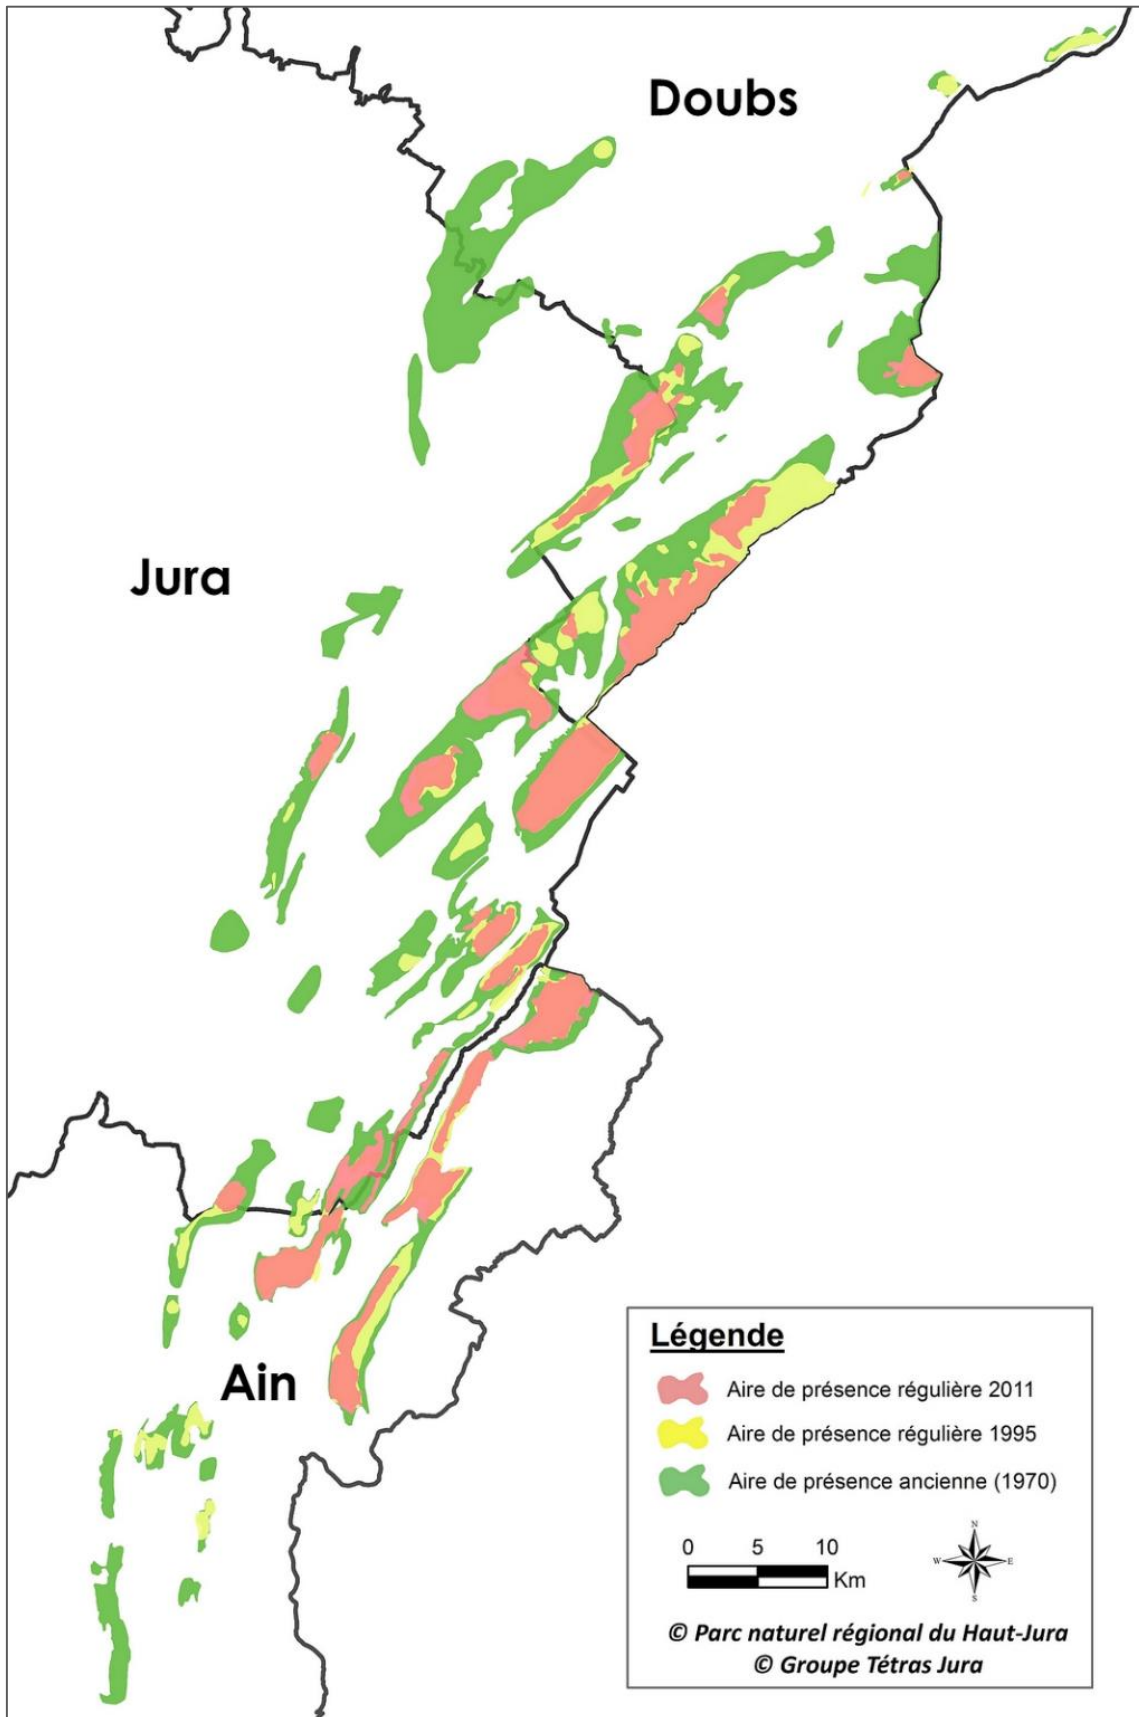 Doubs
Jura
Ain
Légende
Aire de présence régulière 2011
Aire de présence régulière 1995
Aire de présence ancienne (1970)
0 5 10
Km
N
W E
S
© Parc naturel régional du Haut-Jura
© Groupe Tétras Jura